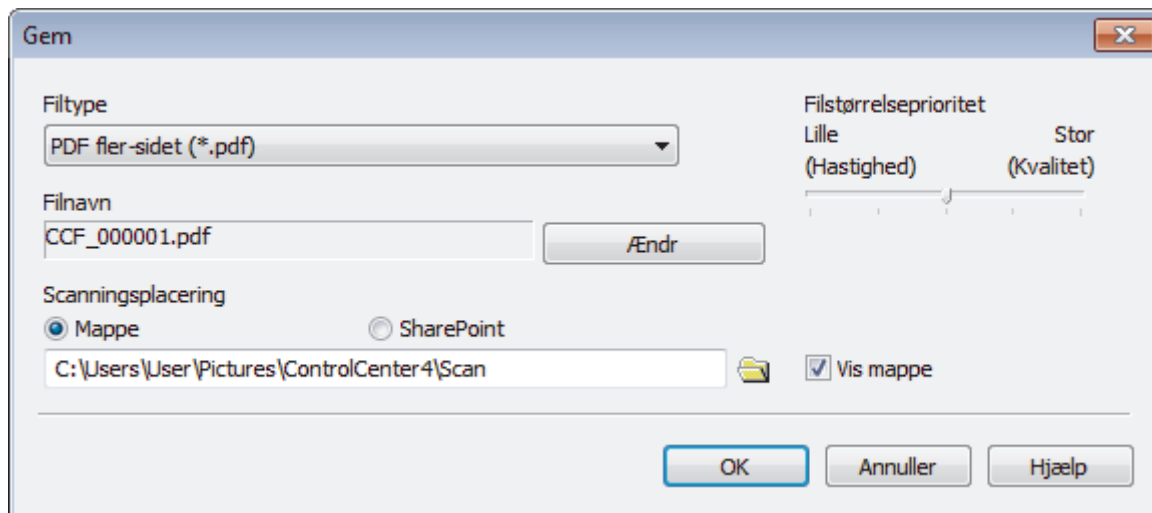 Gem
Filtype
PDF fler-sidet (*.pdf)
Filnavn
CCF_000001.pdf
Ændr
Scanningsplacering
Mappe
SharePoint
C:\Users\User\Pictures\ControlCenter4\Scan
Filstørrelseprioritet
Lille Stor
(Hastighed) (Kvalitet)
Vis mappe
OK
Annuller
Hjælp